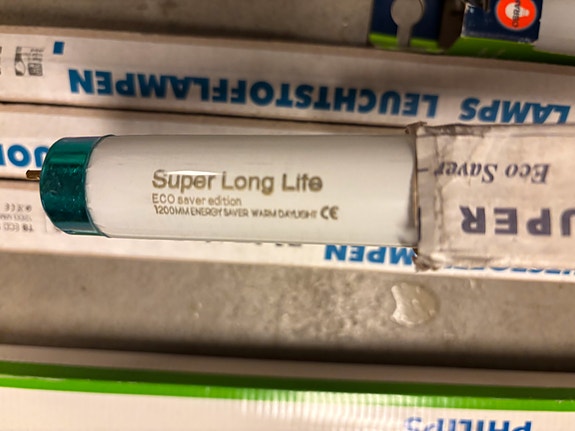 LEUCHTSTOFFLAMPEN
LAMPS
Super Long Life
ECO saver edition
1200MM ENERGY SAVER WARM DAYLIGHT CE
Eco Saver
UPER
PHILIPS